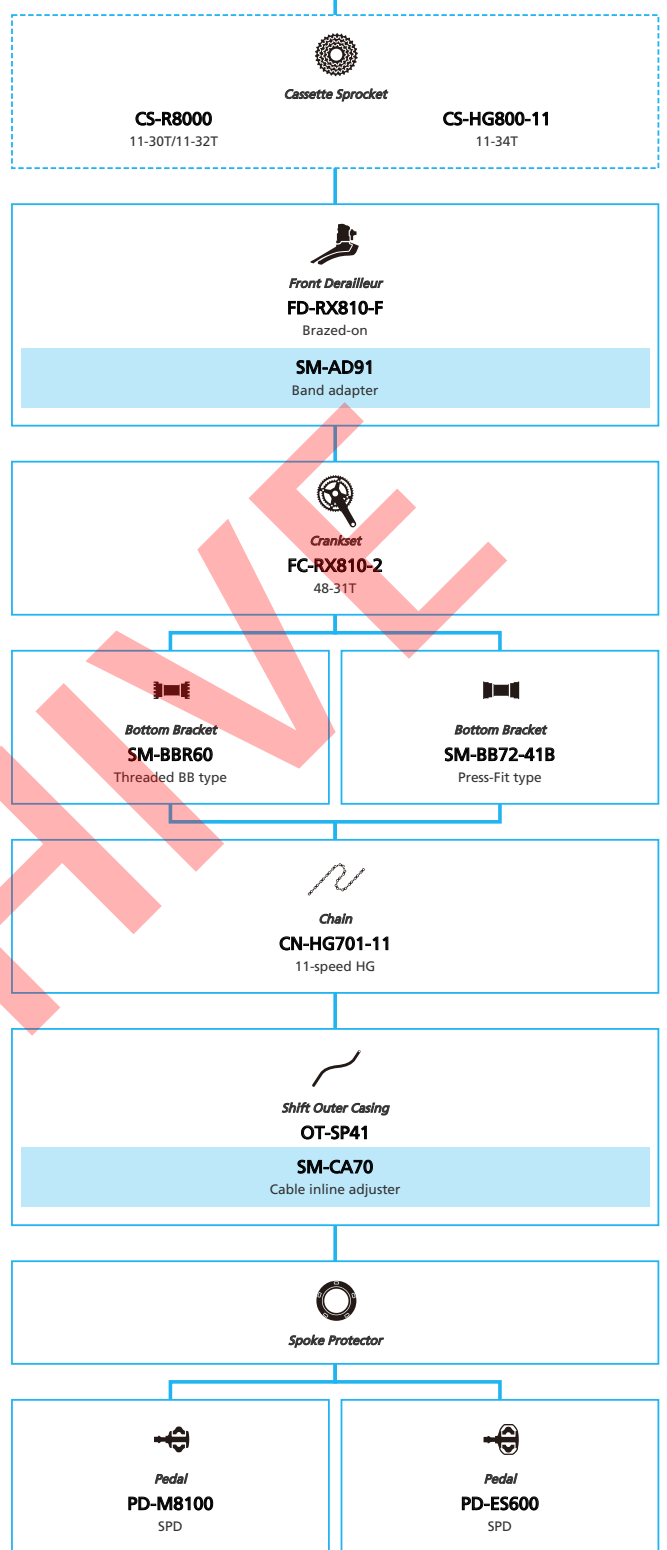 Cassette Sprocket
CS-R8000 CS-HG800-11
11-30T/11-32T 11-34T
Front Derailleur
FD-RX810-F
Brazed-on
SM-AD91
Band adapter
Crankset
FC-RX810-2
48-31T
Bottom Bracket Bottom Bracket
SM-BBR60 SM-BB72-41B
Threaded BB type Press-Fit type
Chain
CN-HG701-11
11-speed HG
Shift Outer Casing
OT-SP41
SM-CA70
Cable inline adjuster
Spoke Protector
Pedal Pedal
PD-M8100 PD-ES600
SPD SPD
HIVE